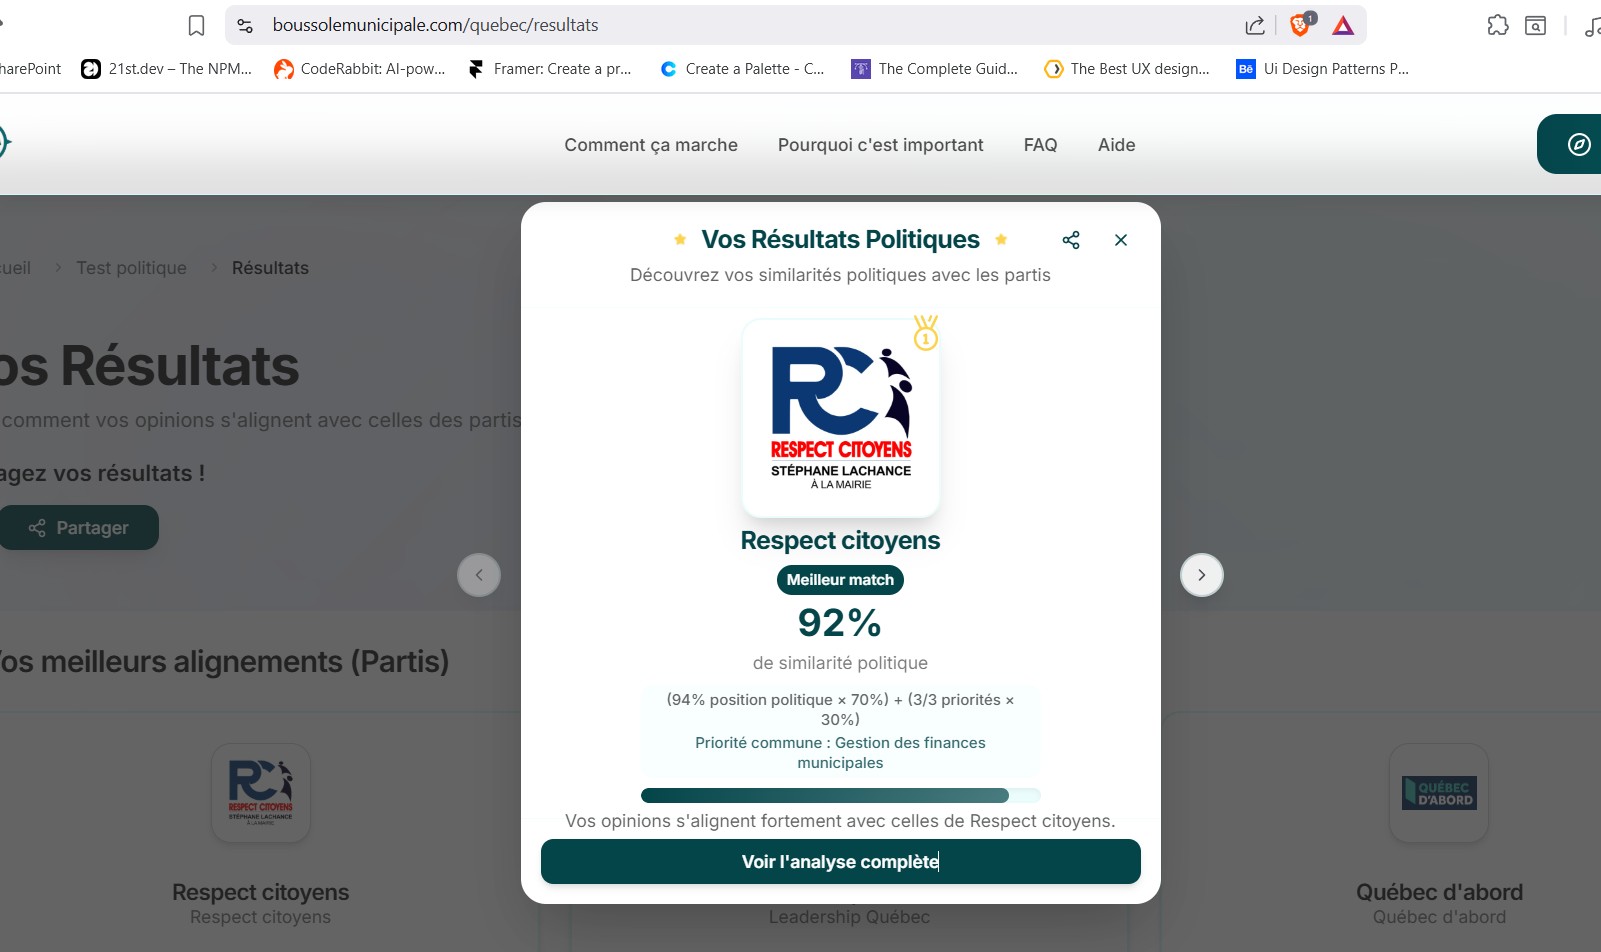 boussolemunicipale.com/quebec/resultats
1
harePoint
21st.dev – The NPM...
CodeRabbit: AI-pow...
Framer: Create a pr...
Create a Palette - C...
The Complete Guid...
The Best UX design...
Bē
Ui Design Patterns P...
Comment ça marche
Pourquoi c'est important
FAQ
Aide
ueil
Test politique
Résultats
os Résultats
comment vos opinions s'alignent avec celles des partis
agez vos résultats !
Partager
Vos Résultats Politiques
Découvrez vos similarités politiques avec les partis
1
RC
RESPECT CITOYENS
STÉPHANE LACHANCE
À LA MAIRIE
Respect citoyens
Meilleur match
92%
de similarité politique
(94% position politique × 70%) + (3/3 priorités ×
30%)
Priorité commune : Gestion des finances
municipales
Vos opinions s'alignent fortement avec celles de Respect citoyens.
Voir l'analyse complète
Vos meilleurs alignements (Partis)
RC
RESPECT CITOYENS
STÉPHANE LACHANCE
À LA MAIRIE
Respect citoyens
Respect citoyens
Leadership Québec
QUÉBEC
D'ABORD
Québec d'abord
Québec d'abord